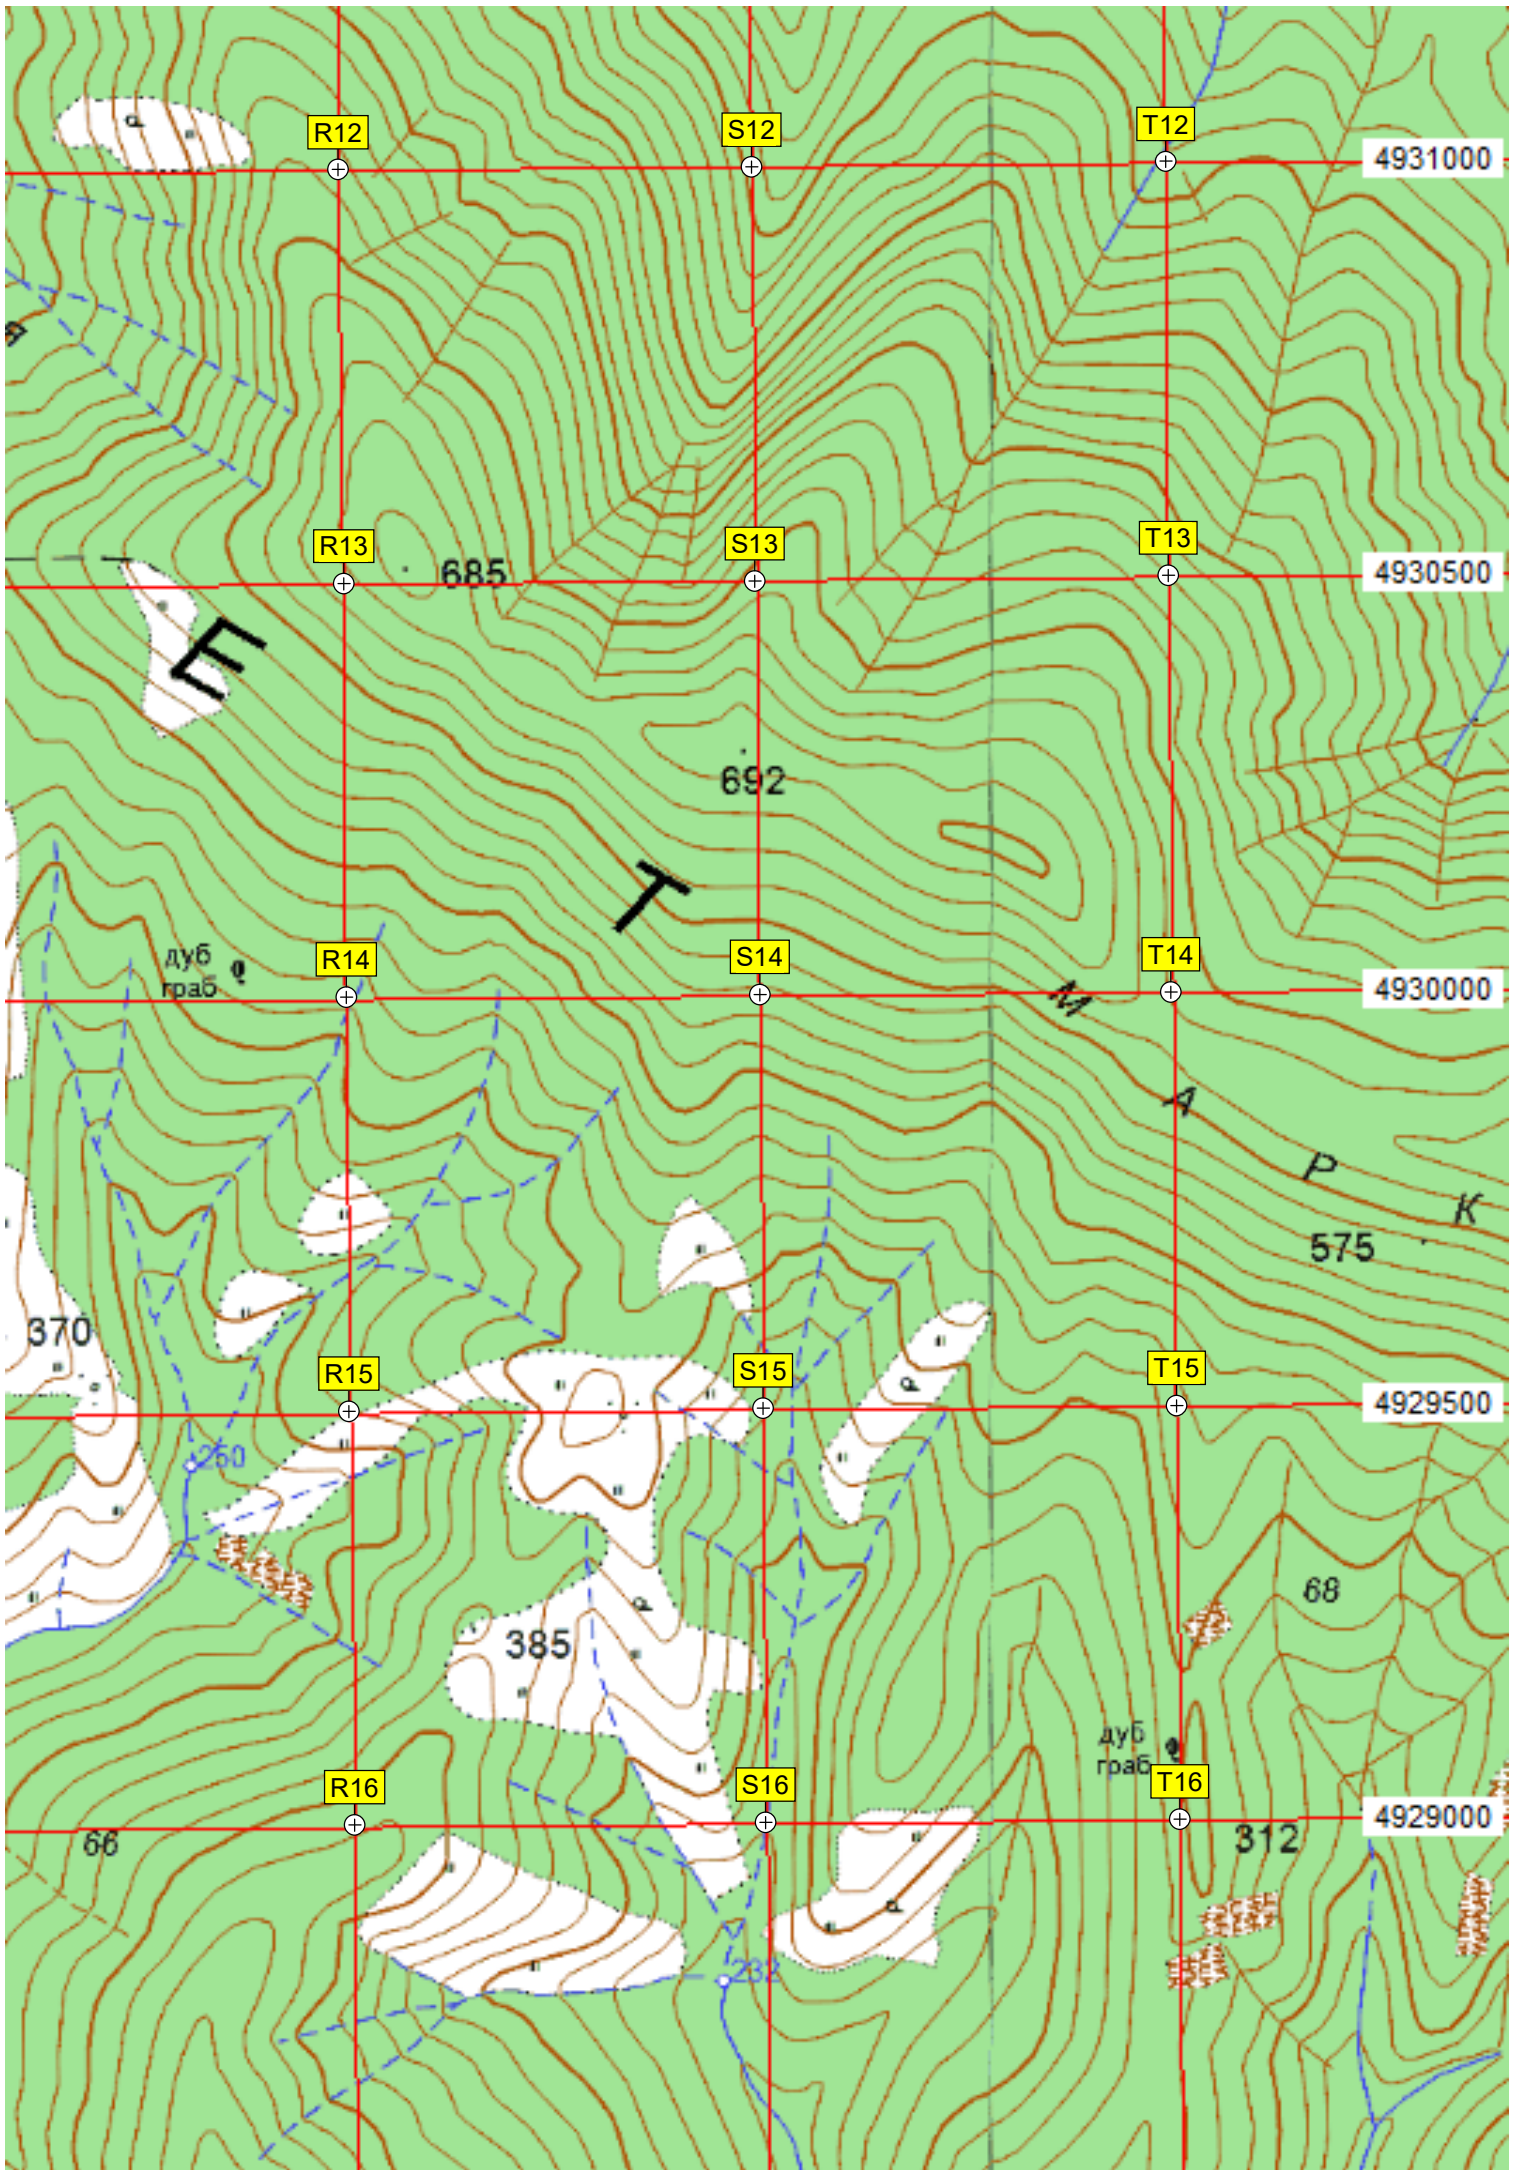 R12
S12
T12
4931000
Я
R13
S13
T13
4930500
685
Е
692
Т
R14
S14
T14
4930000
дуб
граб
М
А
Р
К
575
370
R15
S15
T15
4929500
250
385
68
дуб
граб
R16
S16
T16
4929000
66
312
232